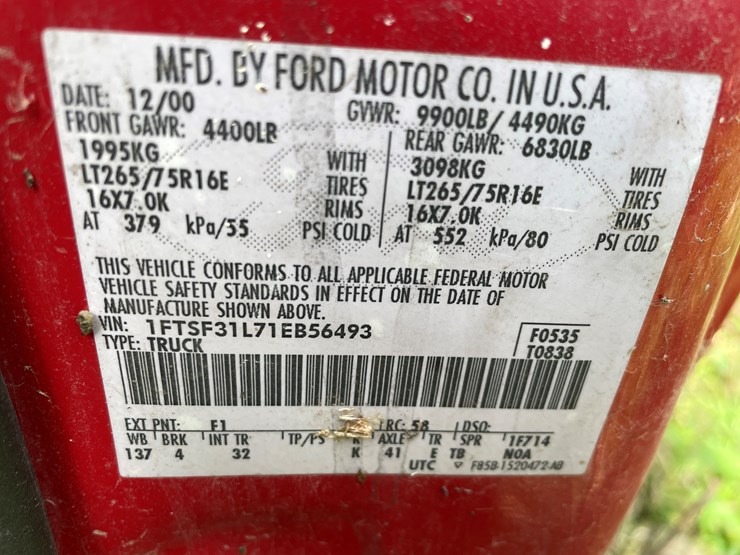 MFD. BY FORD MOTOR CO. IN U.S.A.
DATE: 12/00 GVWR: 9900LB/ 4490KG
FRONT GAWR: 4400LB REAR GAWR: 6830LB
1995KG WITH 3098KG WITH
LT265/75R16E TIRES LT265/75R16E TIRES
16X7.0K RIMS 16X7.0K RIMS
AT 379 kPa/55 PSI COLD AT 552 kPa/80 PSI COLD
THIS VEHICLE CONFORMS TO ALL APPLICABLE FEDERAL MOTOR
VEHICLE SAFETY STANDARDS IN EFFECT ON THE DATE OF
MANUFACTURE SHOWN ABOVE.
VIN: 1FTSF31L71EB56493 F0535
TYPE: TRUCK T0838
EXT PNT: F1 RC: 58 DSO:
WB BRK INT TR TP/PS R AXLE TR SPR 1F714
137 4 32 K 41 E TB NOA
UTC F85B-1520472-AB